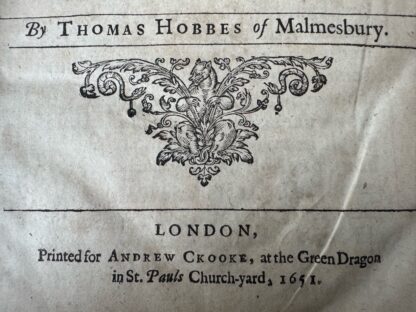 By THOMAS HOBBES of Malmesbury.
LONDON,
Printed for ANDREW CKOOKE, at the Green Dragon
in St. Pauls Church-yard, 1651.